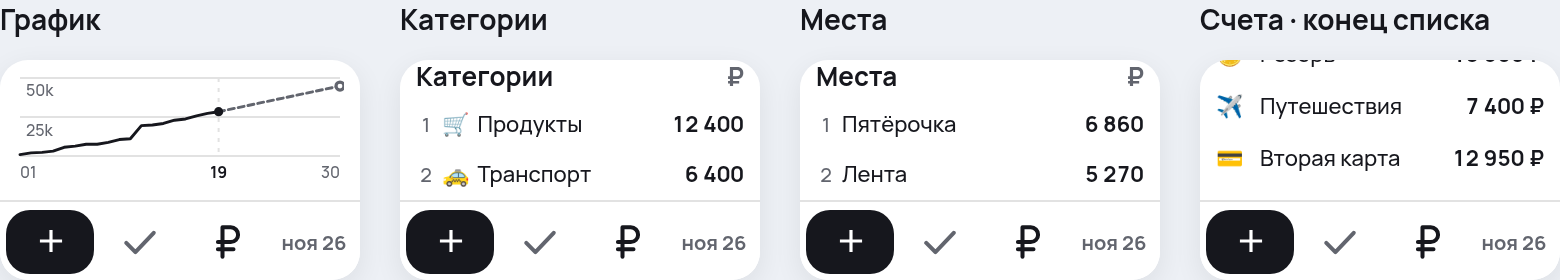 График
50k
25k
01 19 30
+ ✓ ₽ ноя 26
Категории
Категории ₽
1 🛒 Продукты 12 400
2 🚕 Транспорт 6 400
+ ✓ ₽ ноя 26
Места
Места ₽
1 Пятёрочка 6 860
2 Лента 5 270
+ ✓ ₽ ноя 26
Счета · конец списка
✈️ Путешествия 7 400 ₽
💳 Вторая карта 12 950 ₽
+ ✓ ₽ ноя 26